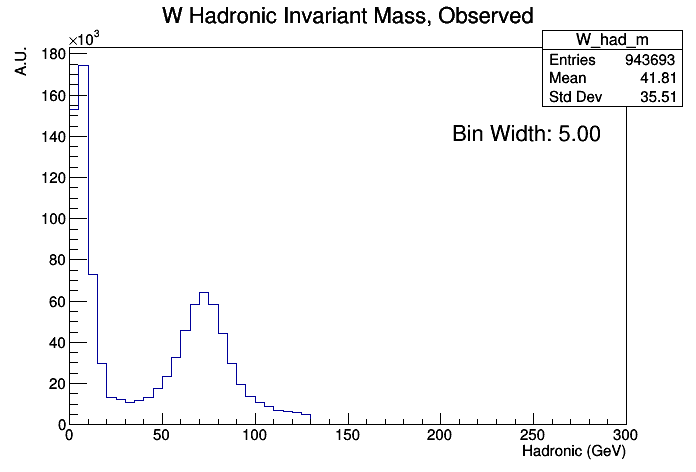 W Hadronic Invariant Mass, Observed
×10³
A.U.
W_had_m
Entries 943693
Mean 41.81
Std Dev 35.51
Bin Width: 5.00
180
160
140
120
100
80
60
40
20
0
0 50 100 150 200 250 300
Hadronic (GeV)